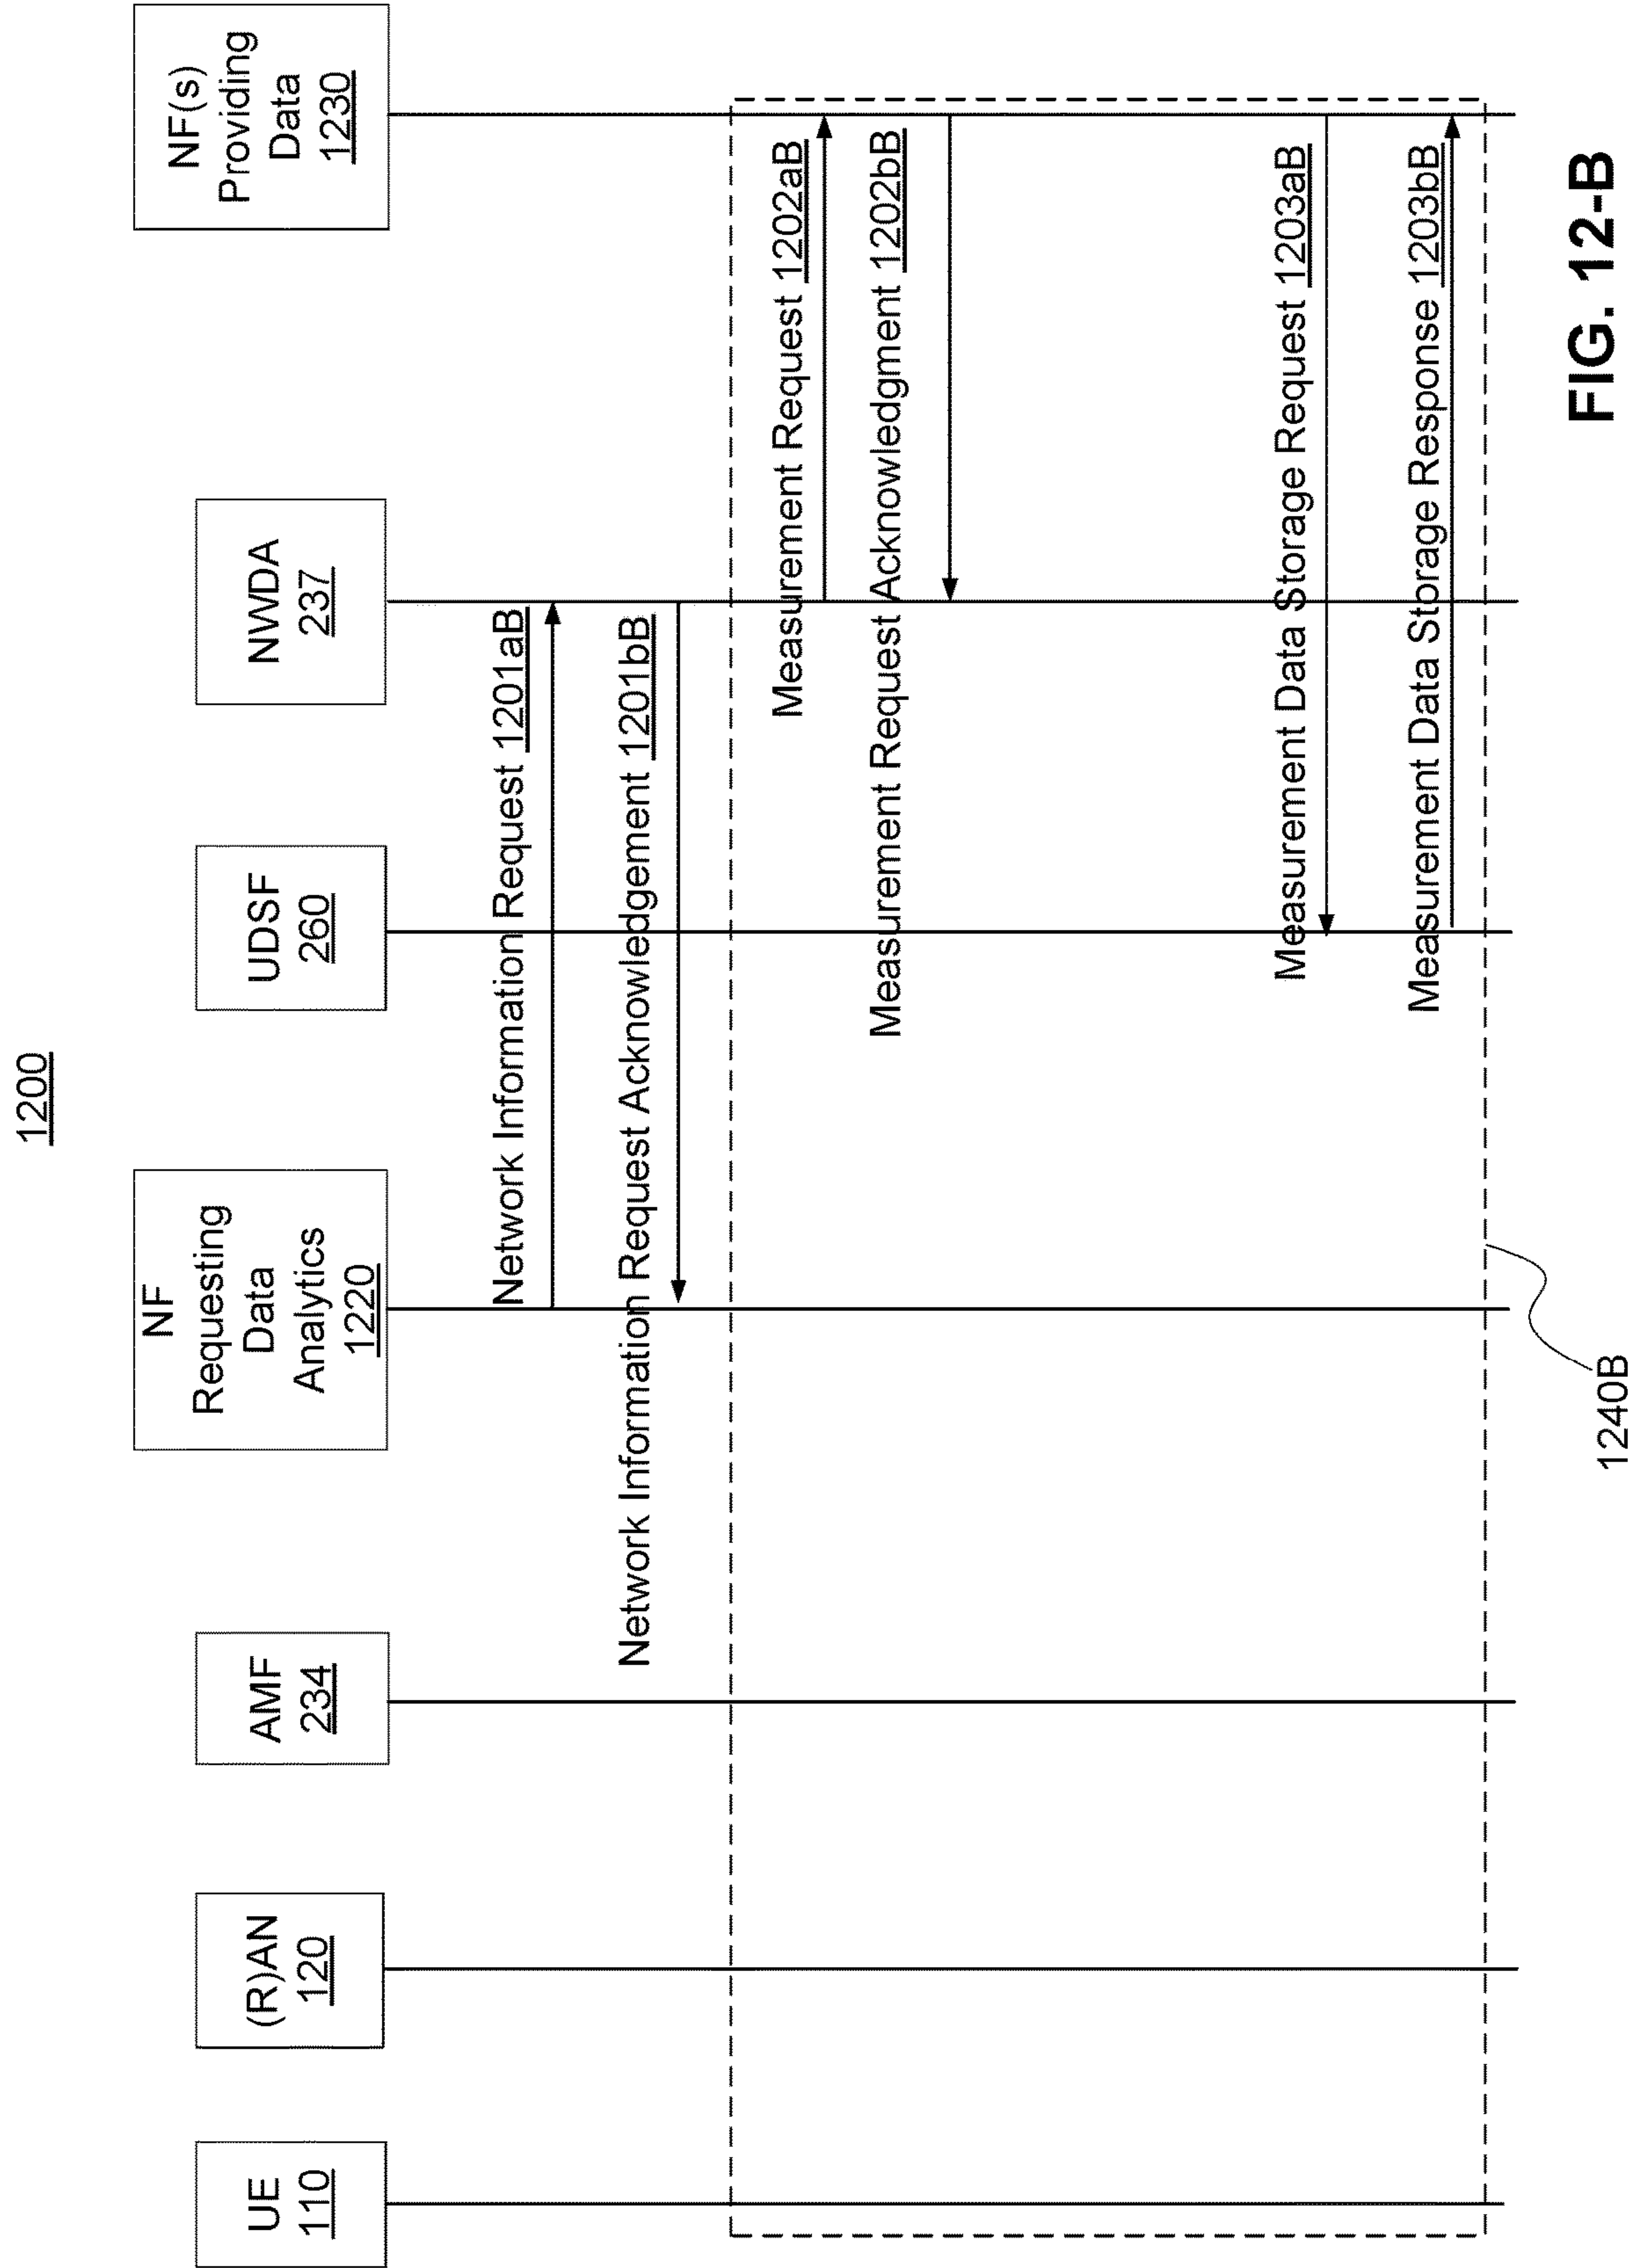 1200
UE
110
(R)AN
120
AMF
234
NF
Requesting
Data
Analytics
1220
UDSF
260
NWDA
237
NF(s)
Providing
Data
1230
Network Information Request 1201aB
Network Information Request Acknowledgement 1201bB
Measurement Request 1202aB
Measurement Request Acknowledgment 1202bB
Measurement Data Storage Request 1203aB
Measurement Data Storage Response 1203bB
1240B
FIG. 12-B